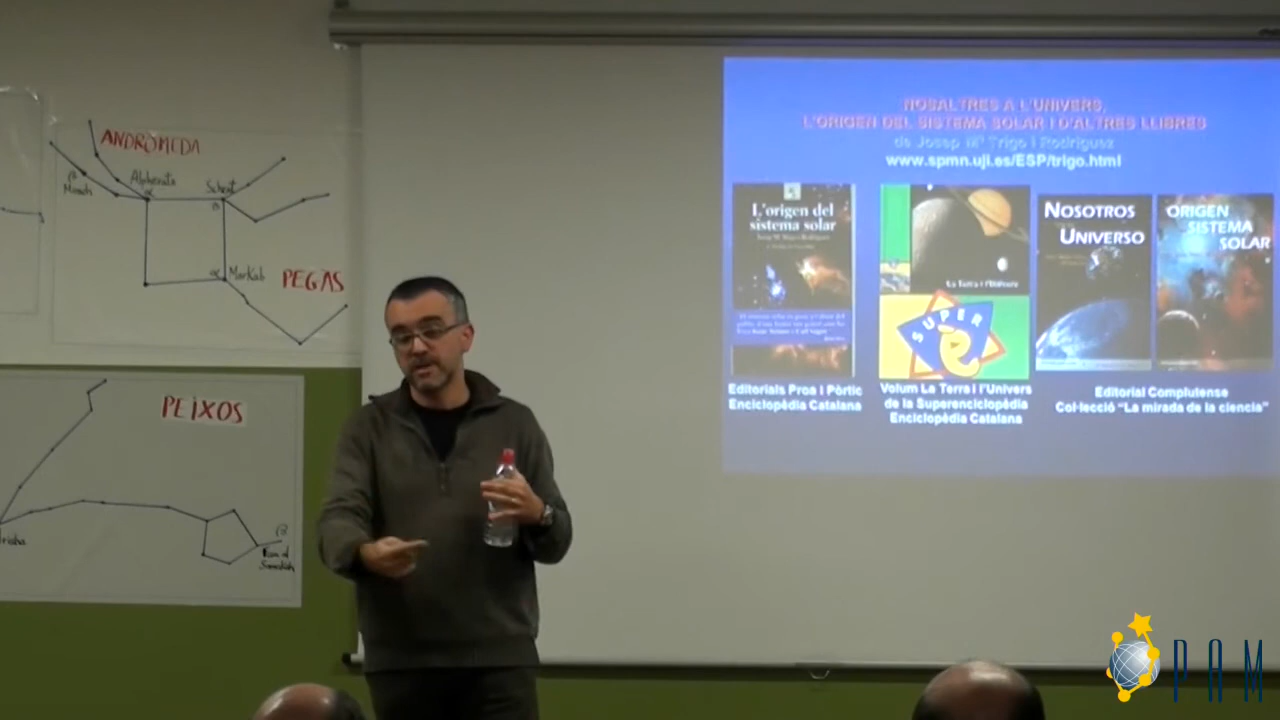 ANDRÒMEDA
β
Mirach
Alpheratz
α
Scheat
β
α Markab
PEGAS
PEIXOS
β
NOSALTRES A L'UNIVERS,
L'ORIGEN DEL SISTEMA SOLAR I D'ALTRES LLIBRES
de Josep Mª Trigo i Rodríguez
www.spmn.uji.es/ESP/trigo.html
L'origen del
sistema solar
La Terra i l'Univers
SUPER
e
NOSOTROS
UNIVERSO
ORIGEN
SISTEMA
SOLAR
Editorials Proa i Pòrtic
Enciclopèdia Catalana
Volum La Terra i l'Univers
de la Superenciclopèdia
Enciclopèdia Catalana
Editorial Complutense
Col·lecció "La mirada de la ciencia"
PAM